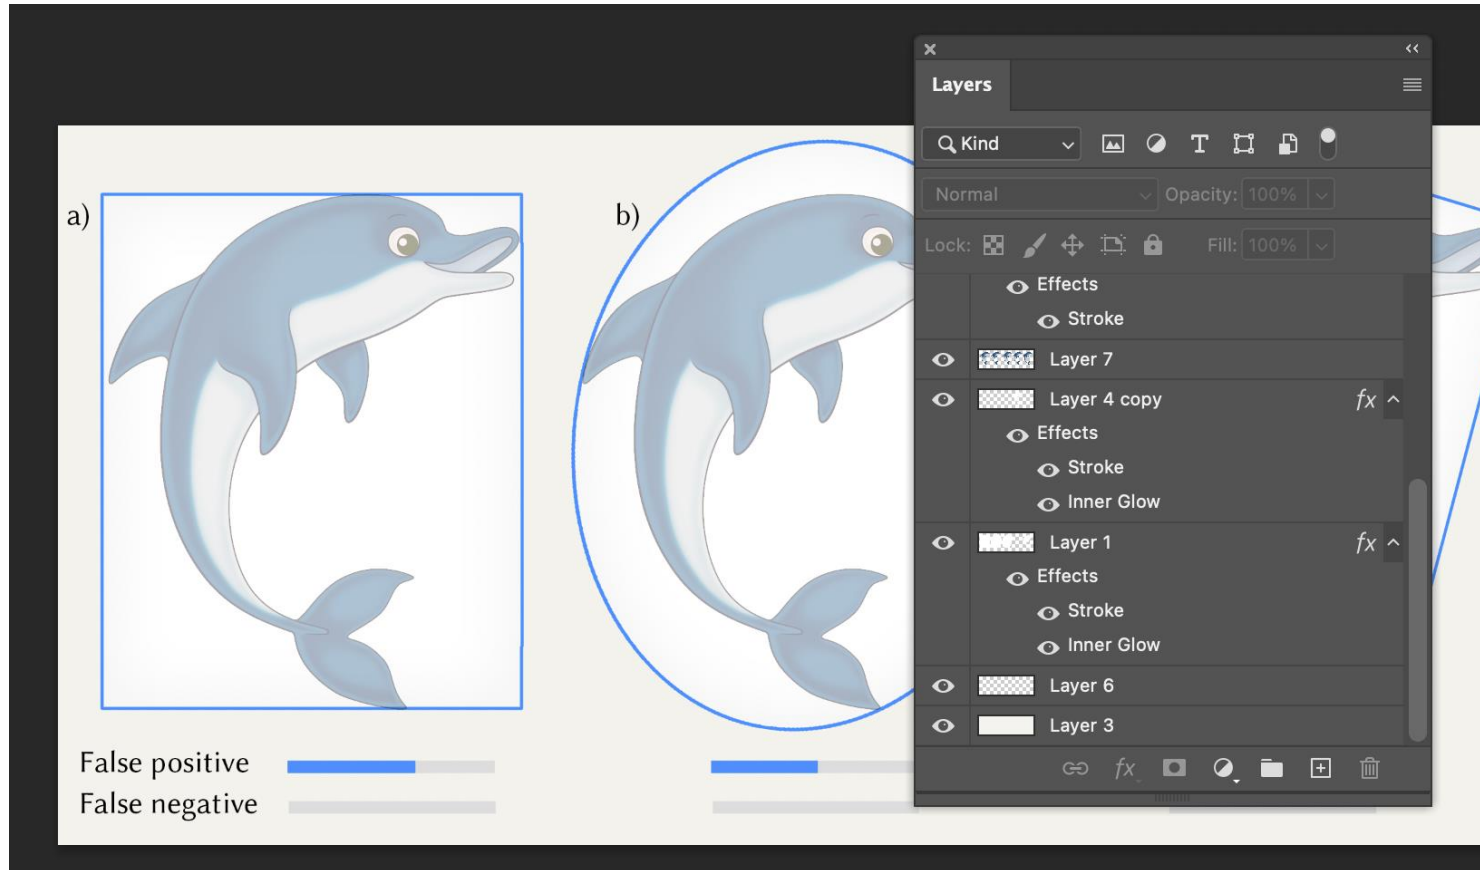 Layers
Kind
Normal
Opacity: 100%
Lock:
Fill: 100%
Effects
Stroke
Layer 7
Layer 4 copy
fx
Effects
Stroke
Inner Glow
Layer 1
fx
Effects
Stroke
Inner Glow
Layer 6
Layer 3
fx
a)
b)
False positive
False negative